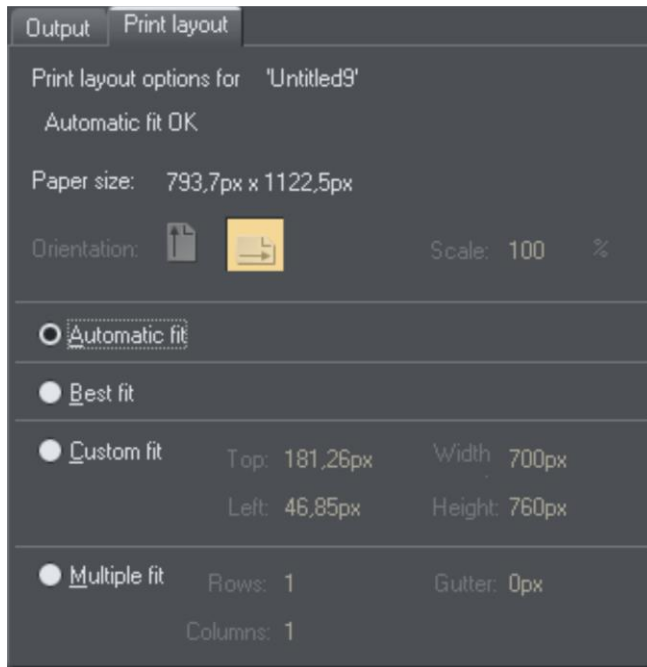 Output Print layout
Print layout options for 'Untitled9'
Automatic fit OK
Paper size: 793,7px x 1122,5px
Orientation: Scale: 100 %
Automatic fit
Best fit
Custom fit Top: 181,26px Width 700px
Left: 46,85px Height: 760px
Multiple fit Rows: 1 Gutter: 0px
Columns: 1